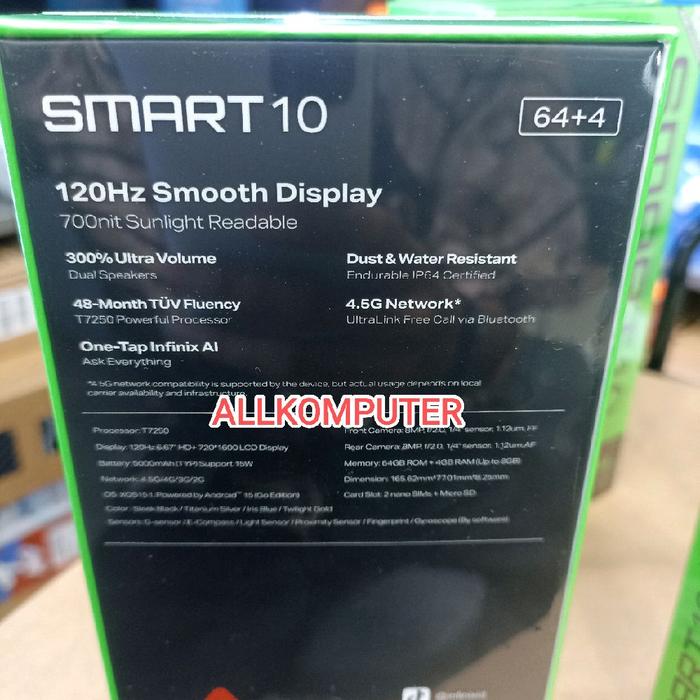 SMART 10
64+4
120Hz Smooth Display
700nit Sunlight Readable
300% Ultra Volume
Dual Speakers
Dust & Water Resistant
Endurable IP64 Certified
48-Month TÜV Fluency
T7250 Powerful Processor
4.5G Network*
UltraLink Free Call via Bluetooth
One-Tap Infinix AI
Ask Everything
*4.5G network compatibility is supported by the device, but actual usage depends on local
carrier availability and infrastructure.
ALLKOMPUTER
Processor: T7250
Front Camera: 8MP, f/2.0, 1/4" sensor, 1.12um, FF
Display: 120Hz 6.67" HD+ 720*1600 LCD Display
Rear Camera: 8MP, f/2.0, 1/4" sensor, 1.12um AF
Battery: 5000mAh (TYP) Support 15W
Memory: 64GB ROM + 4GB RAM (Up to 8GB)
Network: 4.5G/4G/3G/2G
Dimension: 165.62mm*77.01mm*8.25mm
OS: XOS15.1, Powered by Android™ 15 (Go Edition)
Card Slot: 2 nano SIMs + Micro SD
Color: Sleek Black / Titanium Silver / Iris Blue / Twilight Gold
Sensors: G-sensor / E-Compass / Light Sensor / Proximity Sensor / Fingerprint / Gyroscope (By software)